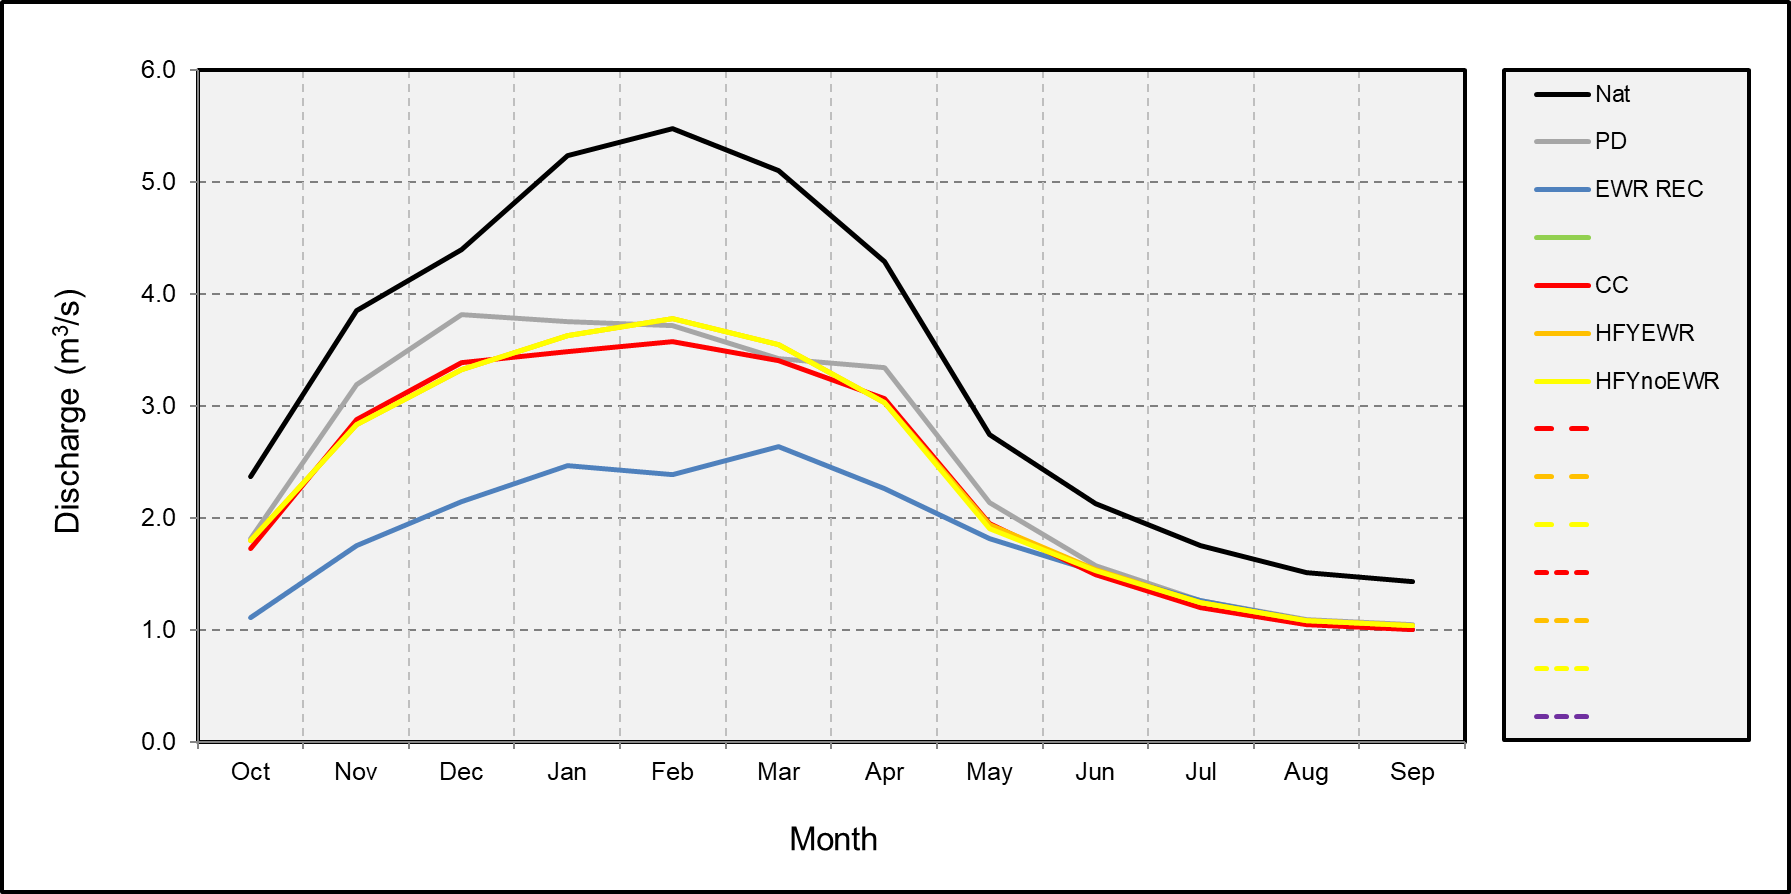 6.0
5.0
4.0
3.0
2.0
1.0
0.0
Discharge (m³/s)
Oct Nov Dec Jan Feb Mar Apr May Jun Jul Aug Sep
Month
Nat
PD
EWR REC
CC
HFYEWR
HFYnoEWR